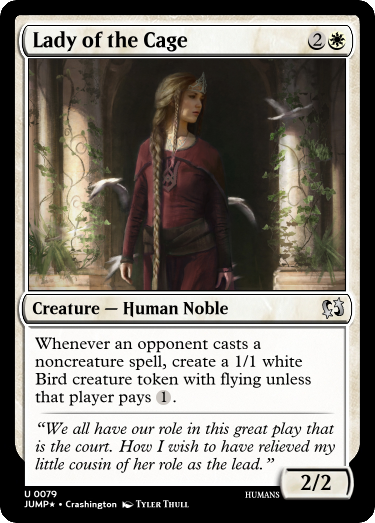 Lady of the Cage 2
Creature — Human Noble
Whenever an opponent casts a
noncreature spell, create a 1/1 white
Bird creature token with flying unless
that player pays 1.
“We all have our role in this great play that
is the court. How I wish to have relieved my
little cousin of her role as the lead.”
2/2
U 0079 HUMANS
JUMP★ • Crashington Tyler Thull